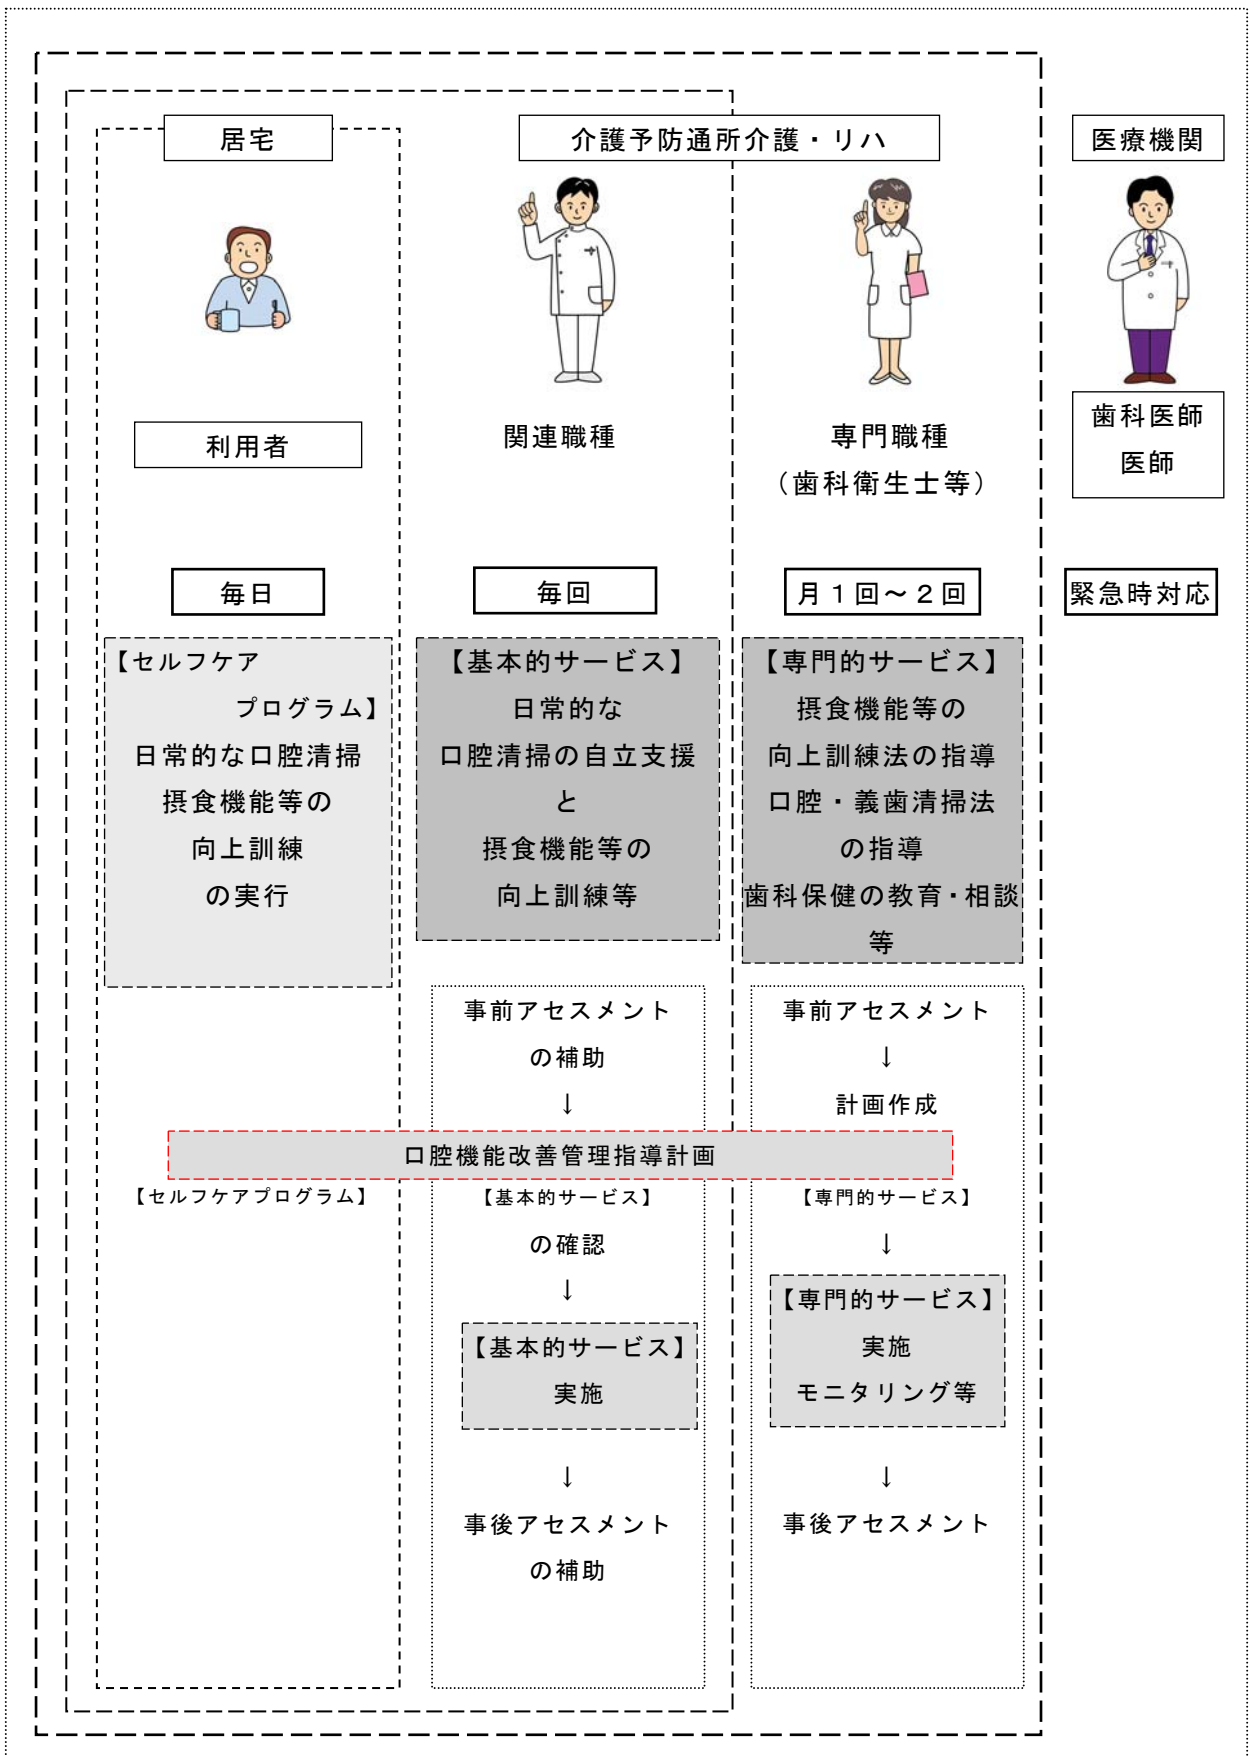 居宅
介護予防通所介護・リハ
医療機関
利用者
関連職種
専門職種
（歯科衛生士等）
歯科医師
医師
毎日
毎回
月１回～２回
緊急時対応
【セルフケア
プログラム】
日常的な口腔清掃
摂食機能等の
向上訓練
の実行
【基本的サービス】
日常的な
口腔清掃の自立支援
と
摂食機能等の
向上訓練等
【専門的サービス】
摂食機能等の
向上訓練法の指導
口腔・義歯清掃法
の指導
歯科保健の教育・相談
等
事前アセスメント
の補助
↓
事前アセスメント
↓
計画作成
口腔機能改善管理指導計画
【セルフケアプログラム】
【基本的サービス】
の確認
↓
【基本的サービス】
実施
↓
事後アセスメント
の補助
【専門的サービス】
↓
【専門的サービス】
実施
モニタリング等
↓
事後アセスメント